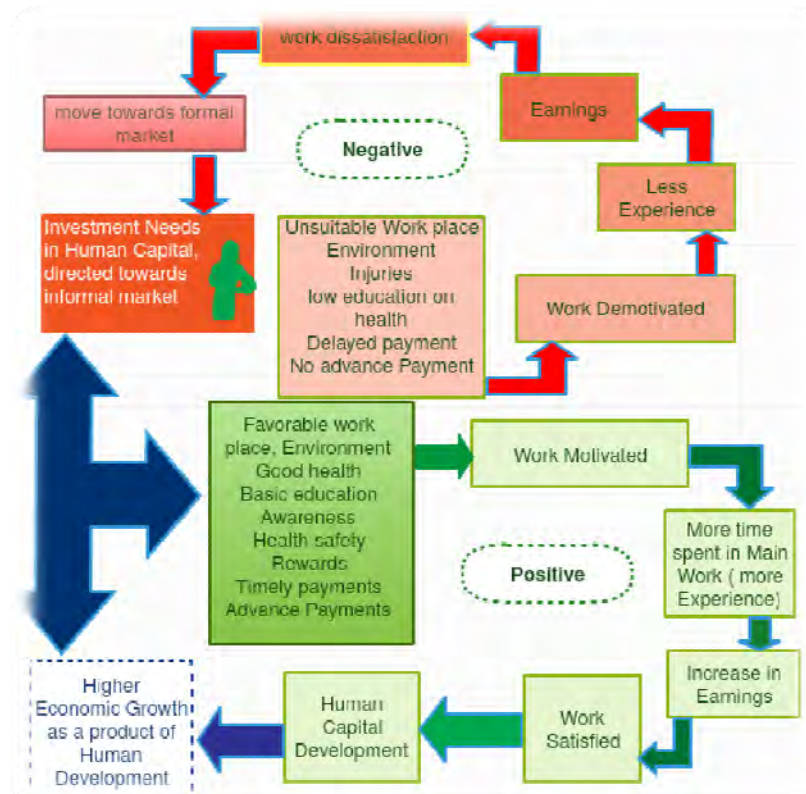 work dissatisfaction
Earnings
move towards formal
market
Negative
Less
Experience
Investment Needs
in Human Capital,
directed towards
informal market
Unsuitable Work place
Environment
Injuries
low education on
health
Delayed payment
No advance Payment
Work Demotivated
Favorable work
place, Environment
Good health
Basic education
Awareness
Health safety
Rewards
Timely payments
Advance Payments
Work Motivated
More time
spent in Main
Work ( more
Experience)
Positive
Increase in
Earnings
Work
Satisfied
Human
Capital
Development
Higher
Economic Growth
as a product of
Human
Development